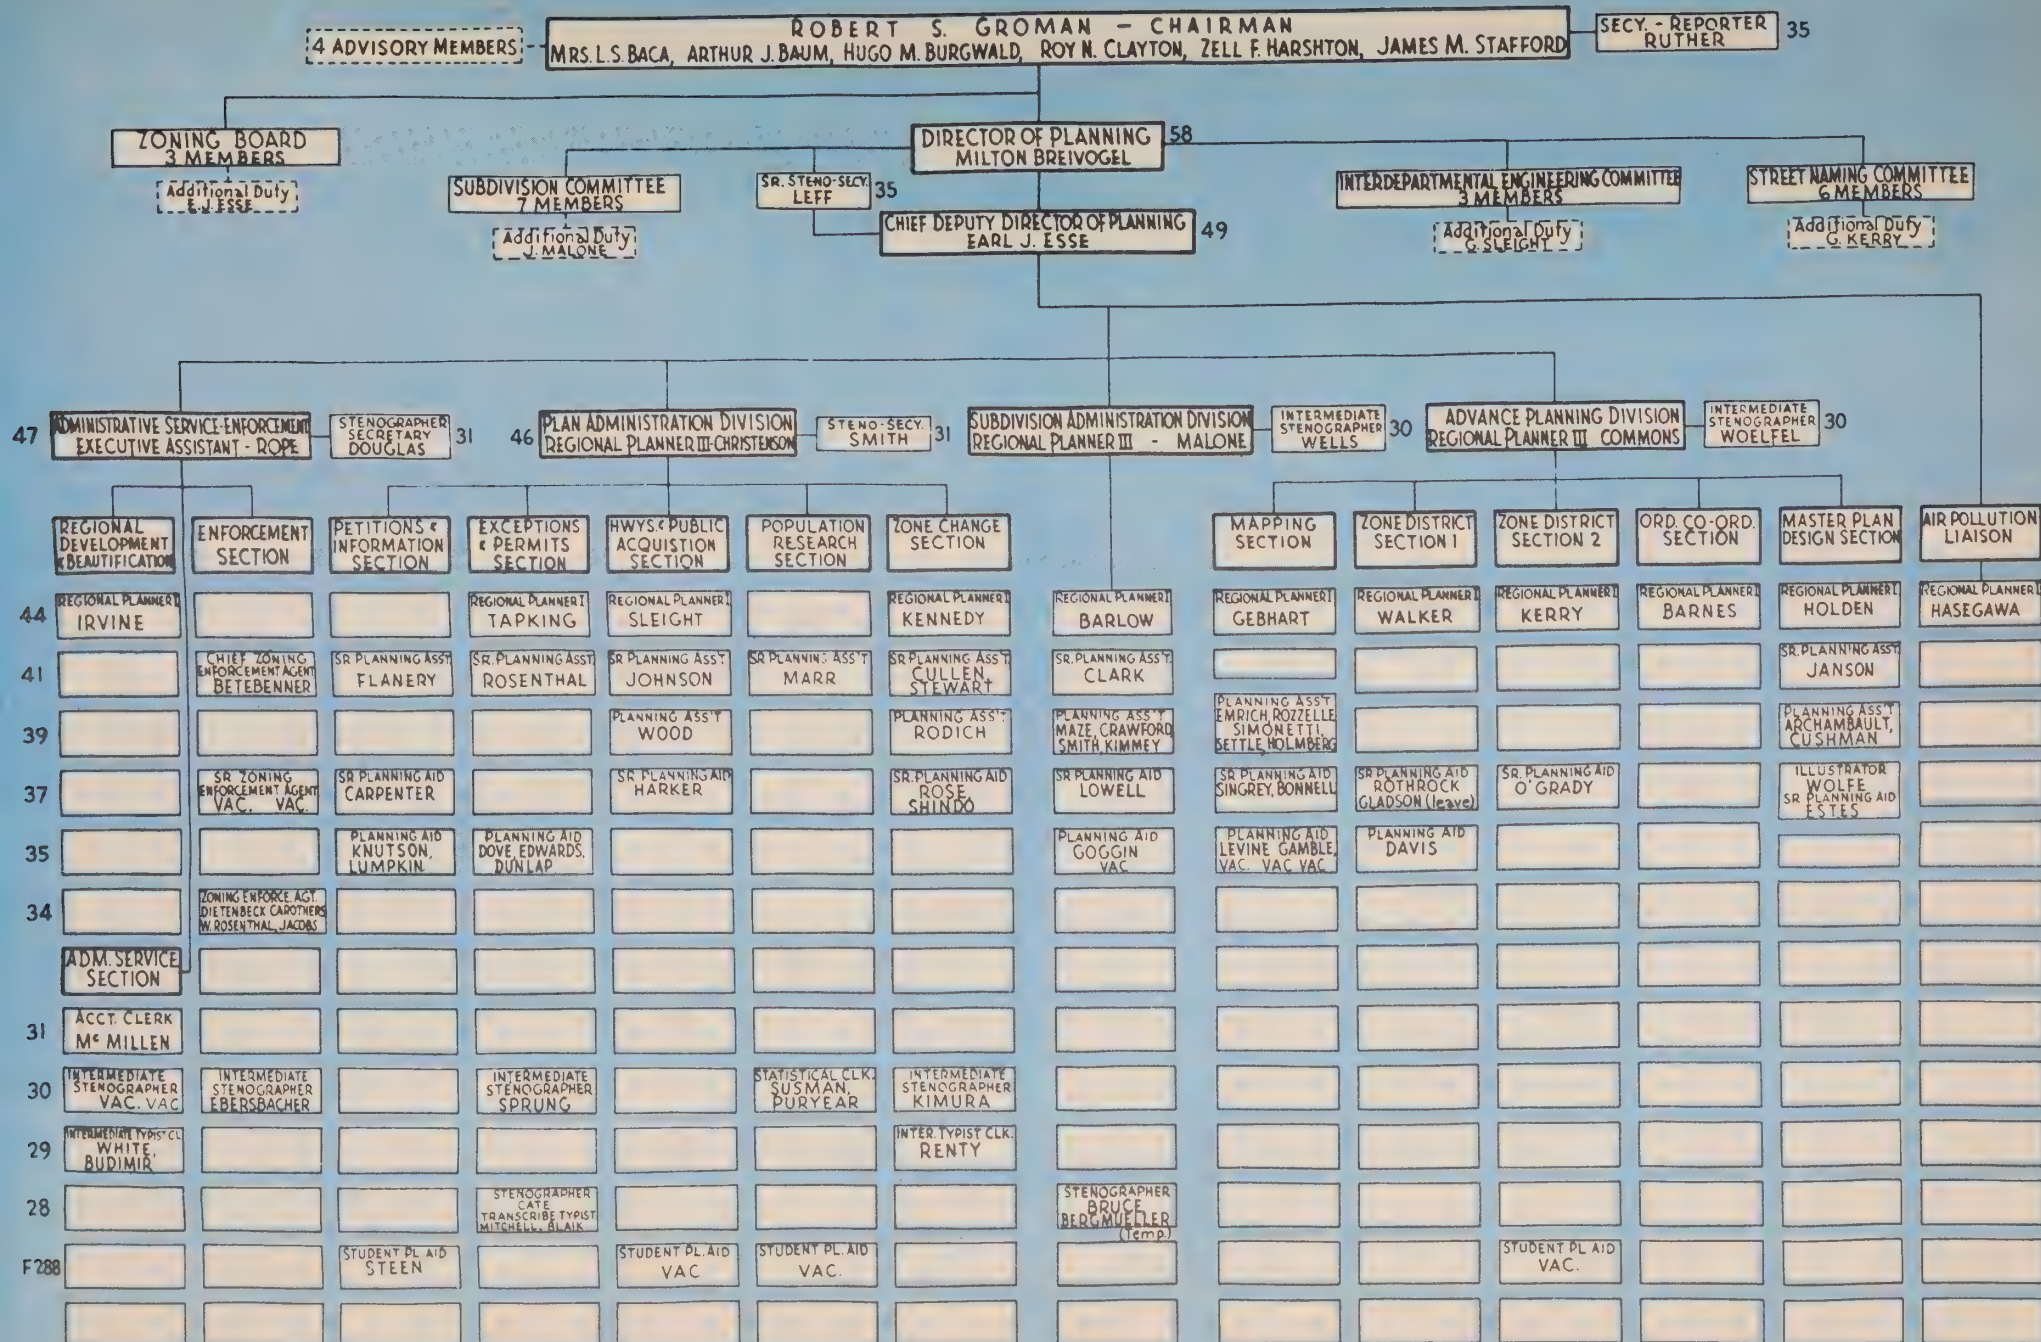 ROBERT S. GROMAN – CHAIRMAN
MRS. L.S. BACA, ARTHUR J. BAUM, HUGO M. BURGWALD, ROY N. CLAYTON, ZELL F. HARSHTON, JAMES M. STAFFORD
4 ADVISORY MEMBERS
SECY. - REPORTER
RUTHER
35
ZONING BOARD
3 MEMBERS
Additional Duty
E.J. ESSE
DIRECTOR OF PLANNING
MILTON BREIVOGEL
58
SUBDIVISION COMMITTEE
7 MEMBERS
Additional Duty
J. MALONE
SR. STENO-SECY.
LEFF
35
CHIEF DEPUTY DIRECTOR OF PLANNING
EARL J. ESSE
49
INTERDEPARTMENTAL ENGINEERING COMMITTEE
3 MEMBERS
Additional Duty
G. SLEIGHT
STREET NAMING COMMITTEE
6 MEMBERS
Additional Duty
G. KERRY
47
ADMINISTRATIVE SERVICE-ENFORCEMENT
EXECUTIVE ASSISTANT - ROPE
STENOGRAPHER
SECRETARY
DOUGLAS
31
46
PLAN ADMINISTRATION DIVISION
REGIONAL PLANNER III-CHRISTENSON
STENO-SECY.
SMITH
31
SUBDIVISION ADMINISTRATION DIVISION
REGIONAL PLANNER III - MALONE
INTERMEDIATE
STENOGRAPHER
WELLS
30
ADVANCE PLANNING DIVISION
REGIONAL PLANNER III COMMONS
INTERMEDIATE
STENOGRAPHER
WOELFEL
30
REGIONAL
DEVELOPMENT
& BEAUTIFICATION
ENFORCEMENT
SECTION
PETITIONS &
INFORMATION
SECTION
EXCEPTIONS
& PERMITS
SECTION
HWYS. & PUBLIC
ACQUISTION
SECTION
POPULATION
RESEARCH
SECTION
ZONE CHANGE
SECTION
MAPPING
SECTION
ZONE DISTRICT
SECTION 1
ZONE DISTRICT
SECTION 2
ORD. CO-ORD.
SECTION
MASTER PLAN
DESIGN SECTION
AIR POLLUTION
LIAISON
44
REGIONAL PLANNER I
IRVINE
REGIONAL PLANNER I
TAPKING
REGIONAL PLANNER I
SLEIGHT
REGIONAL PLANNER I
KENNEDY
REGIONAL PLANNER I
BARLOW
REGIONAL PLANNER I
GEBHART
REGIONAL PLANNER I
WALKER
REGIONAL PLANNER I
KERRY
REGIONAL PLANNER I
BARNES
REGIONAL PLANNER I
HOLDEN
REGIONAL PLANNER I
HASEGAWA
41
CHIEF ZONING
ENFORCEMENT AGENT
BETEBENNER
SR PLANNING ASST
FLANERY
SR. PLANNING ASST
ROSENTHAL
SR PLANNING ASS'T
JOHNSON
SR PLANNING ASS'T
MARR
SR PLANNING ASS'T
CULLEN,
STEWART
SR. PLANNING ASS'T
CLARK
SR. PLANNING ASS'T
JANSON
39
PLANNING ASS'T
WOOD
PLANNING ASS'T
RODICH
PLANNING ASS'T
MAZE, CRAWFORD
SMITH, KIMMEY
PLANNING ASS'T
EMRICH, ROZZELLE
SIMONETTI,
SETTLE, HOLMBERG
PLANNING ASS'T
ARCHAMBAULT,
CUSHMAN
37
SR ZONING
ENFORCEMENT AGENT
VAC. VAC.
SR PLANNING AID
CARPENTER
SR PLANNING AID
HARKER
SR. PLANNING AID
ROSE,
SHINDO
SR PLANNING AID
LOWELL
SR PLANNING AID
SINGREY, BONNELL
SR PLANNING AID
ROTHROCK
GLADSON (leave)
SR. PLANNING AID
O'GRADY
ILLUSTRATOR
WOLFE
SR PLANNING AID
ESTES
35
PLANNING AID
KNUTSON,
LUMPKIN
PLANNING AID
DOVE, EDWARDS,
DUNLAP
PLANNING AID
GOGGIN
VAC
PLANNING AID
LEVINE GAMBLE,
VAC. VAC VAC
PLANNING AID
DAVIS
34
ZONING ENFORCE. AGT.
DIETENBECK CAROTHERS
W. ROSENTHAL, JACOBS
ADM. SERVICE
SECTION
31
ACCT. CLERK
Mc MILLEN
30
INTERMEDIATE
STENOGRAPHER
VAC. VAC
INTERMEDIATE
STENOGRAPHER
EBERSBACHER
INTERMEDIATE
STENOGRAPHER
SPRUNG
STATISTICAL CLK.
SUSMAN,
PURYEAR
INTERMEDIATE
STENOGRAPHER
KIMURA
29
INTERMEDIATE TYPIST CL
WHITE,
BUDIMIR
INTER. TYPIST CLK.
RENTY
28
STENOGRAPHER
CATE
TRANSCRIBE TYPIST
MITCHELL, BLAIK
STENOGRAPHER
BRUCE
BERGMUELLER
(Temp.)
F288
STUDENT PL AID
STEEN
STUDENT PL. AID
VAC
STUDENT PL. AID
VAC.
STUDENT PL AID
VAC.